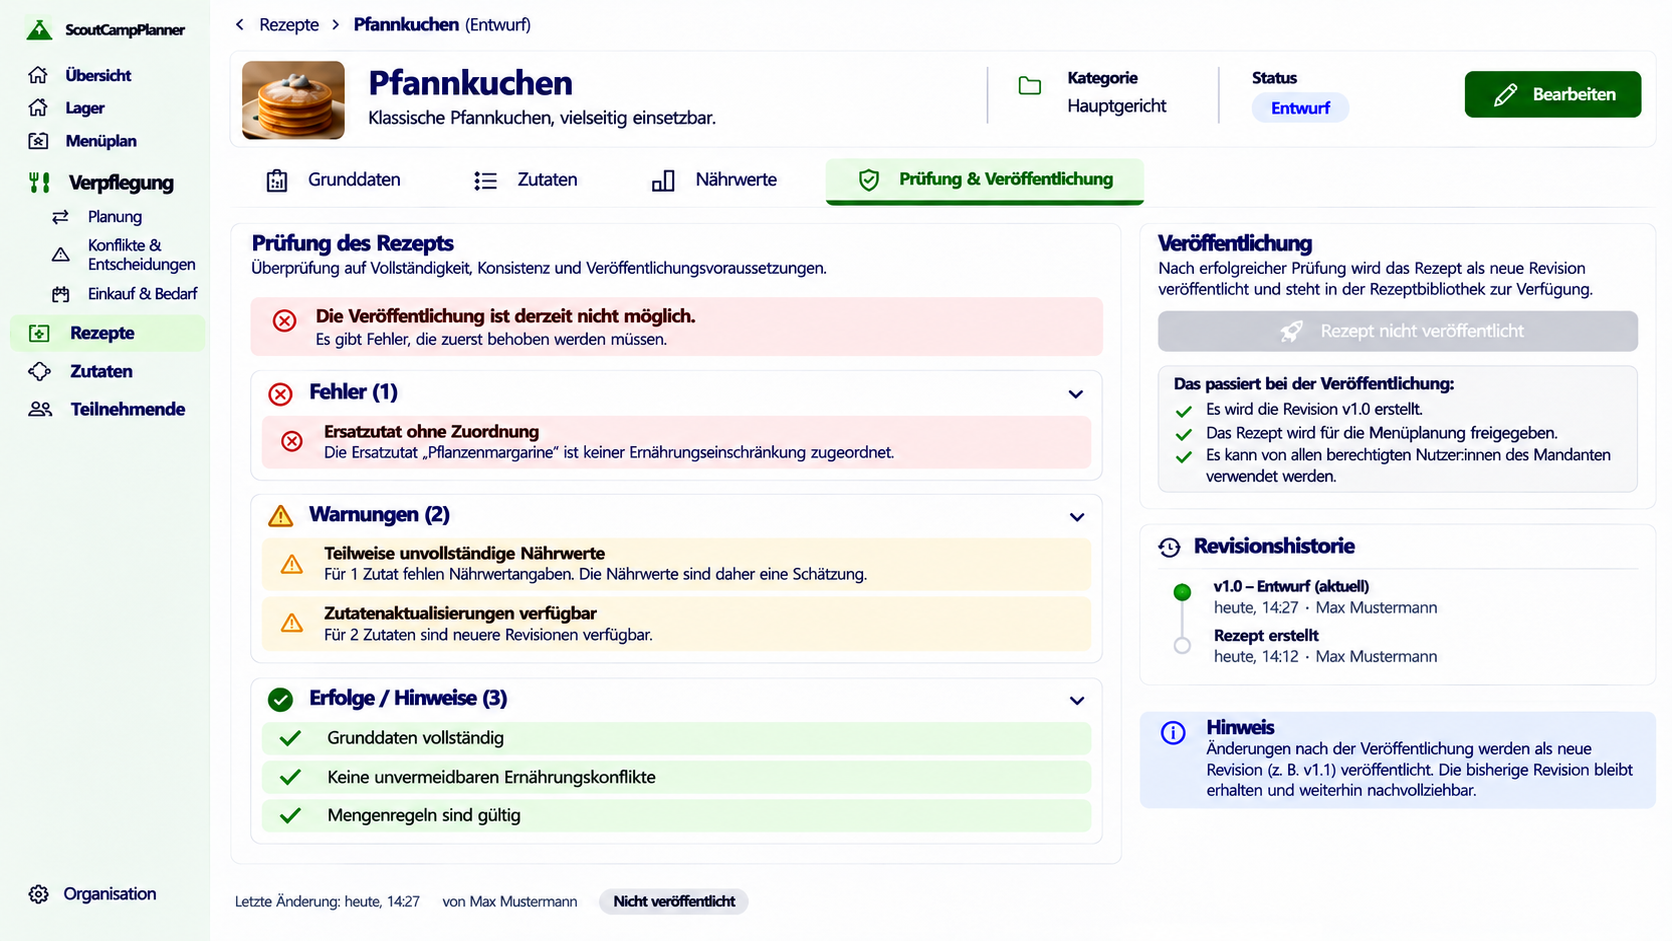 ScoutCampPlanner
Übersicht
Lager
Menüplan
Verpflegung
Planung
Konflikte &
Entscheidungen
Einkauf & Bedarf
Rezepte
Zutaten
Teilnehmende
Organisation
Rezepte > Pfannkuchen (Entwurf)
Pfannkuchen
Klassische Pfannkuchen, vielseitig einsetzbar.
Kategorie
Hauptgericht
Status
Entwurf
Bearbeiten
Grunddaten
Zutaten
Nährwerte
Prüfung & Veröffentlichung
Prüfung des Rezepts
Überprüfung auf Vollständigkeit, Konsistenz und Veröffentlichungsvoraussetzungen.
Die Veröffentlichung ist derzeit nicht möglich.
Es gibt Fehler, die zuerst behoben werden müssen.
Fehler (1)
Ersatzutat ohne Zuordnung
Die Ersatzutat „Pflanzenmargarine“ ist keiner Ernährungseinschränkung zugeordnet.
Warnungen (2)
Teilweise unvollständige Nährwerte
Für 1 Zutat fehlen Nährwertangaben. Die Nährwerte sind daher eine Schätzung.
Zutatenaktualisierungen verfügbar
Für 2 Zutaten sind neuere Revisionen verfügbar.
Erfolge / Hinweise (3)
Grunddaten vollständig
Keine unvermeidbaren Ernährungskonflikte
Mengenregeln sind gültig
Letzte Änderung: heute, 14:27 von Max Mustermann Nicht veröffentlicht
Veröffentlichung
Nach erfolgreicher Prüfung wird das Rezept als neue Revision
veröffentlicht und steht in der Rezeptbibliothek zur Verfügung.
Rezept nicht veröffentlicht
Das passiert bei der Veröffentlichung:
Es wird die Revision v1.0 erstellt.
Das Rezept wird für die Menüplanung freigegeben.
Es kann von allen berechtigten Nutzer:innen des Mandanten
verwendet werden.
Revisionshistorie
v1.0 – Entwurf (aktuell)
heute, 14:27 · Max Mustermann
Rezept erstellt
heute, 14:12 · Max Mustermann
Hinweis
Änderungen nach der Veröffentlichung werden als neue
Revision (z. B. v1.1) veröffentlicht. Die bisherige Revision bleibt
erhalten und weiterhin nachvollziehbar.